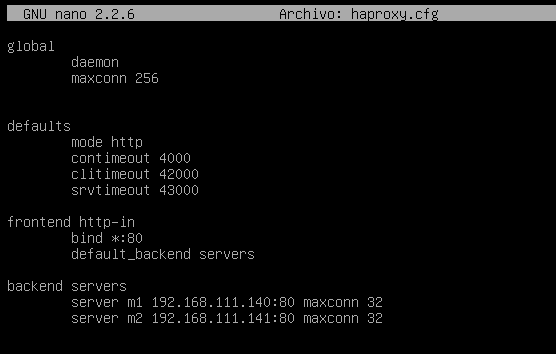 GNU nano 2.2.6 Archivo: haproxy.cfg
global
daemon
maxconn 256
defaults
mode http
contimeout 4000
clitimeout 42000
srvtimeout 43000
frontend http-in
bind *:80
default_backend servers
backend servers
server m1 192.168.111.140:80 maxconn 32
server m2 192.168.111.141:80 maxconn 32